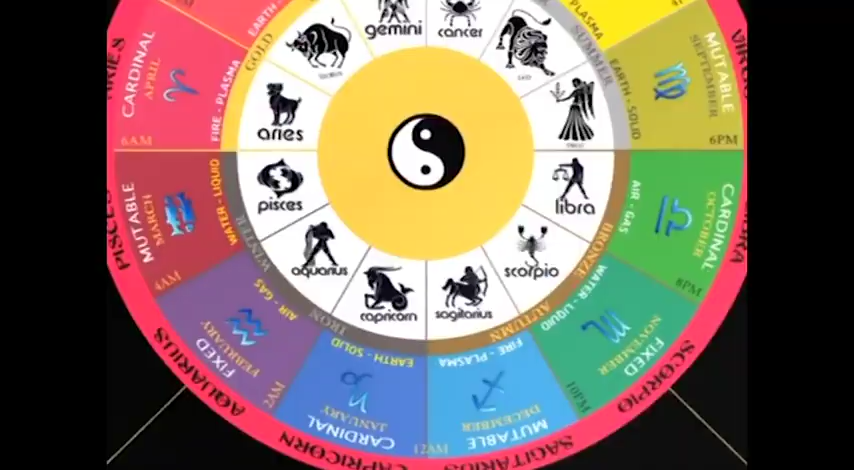 gemini
cancer
aries
pisces
aquarius
capricorn
sagitarius
scorpio
libra
GOLD
SUMMER
BRONZE
AUTUMN
IRON
WINTER
EARTH -
PLASMA
FIRE - PLASMA
WATER - LIQUID
AIR - GAS
EARTH - SOLID
FIRE - PLASMA
WATER - LIQUID
AIR - GAS
EARTH - SOLID
CARDINAL
APRIL
6AM
MUTABLE
MARCH
4AM
FIXED
FEBRUARY
2AM
CARDINAL
JANUARY
12AM
MUTABLE
DECEMBER
FIXED
NOVEMBER
10PM
CARDINAL
OCTOBER
8PM
MUTABLE
SEPTEMBER
6PM
ARIES
PISCES
AQUARIUS
CAPRICORN
SAGITARIUS
SCORPIO